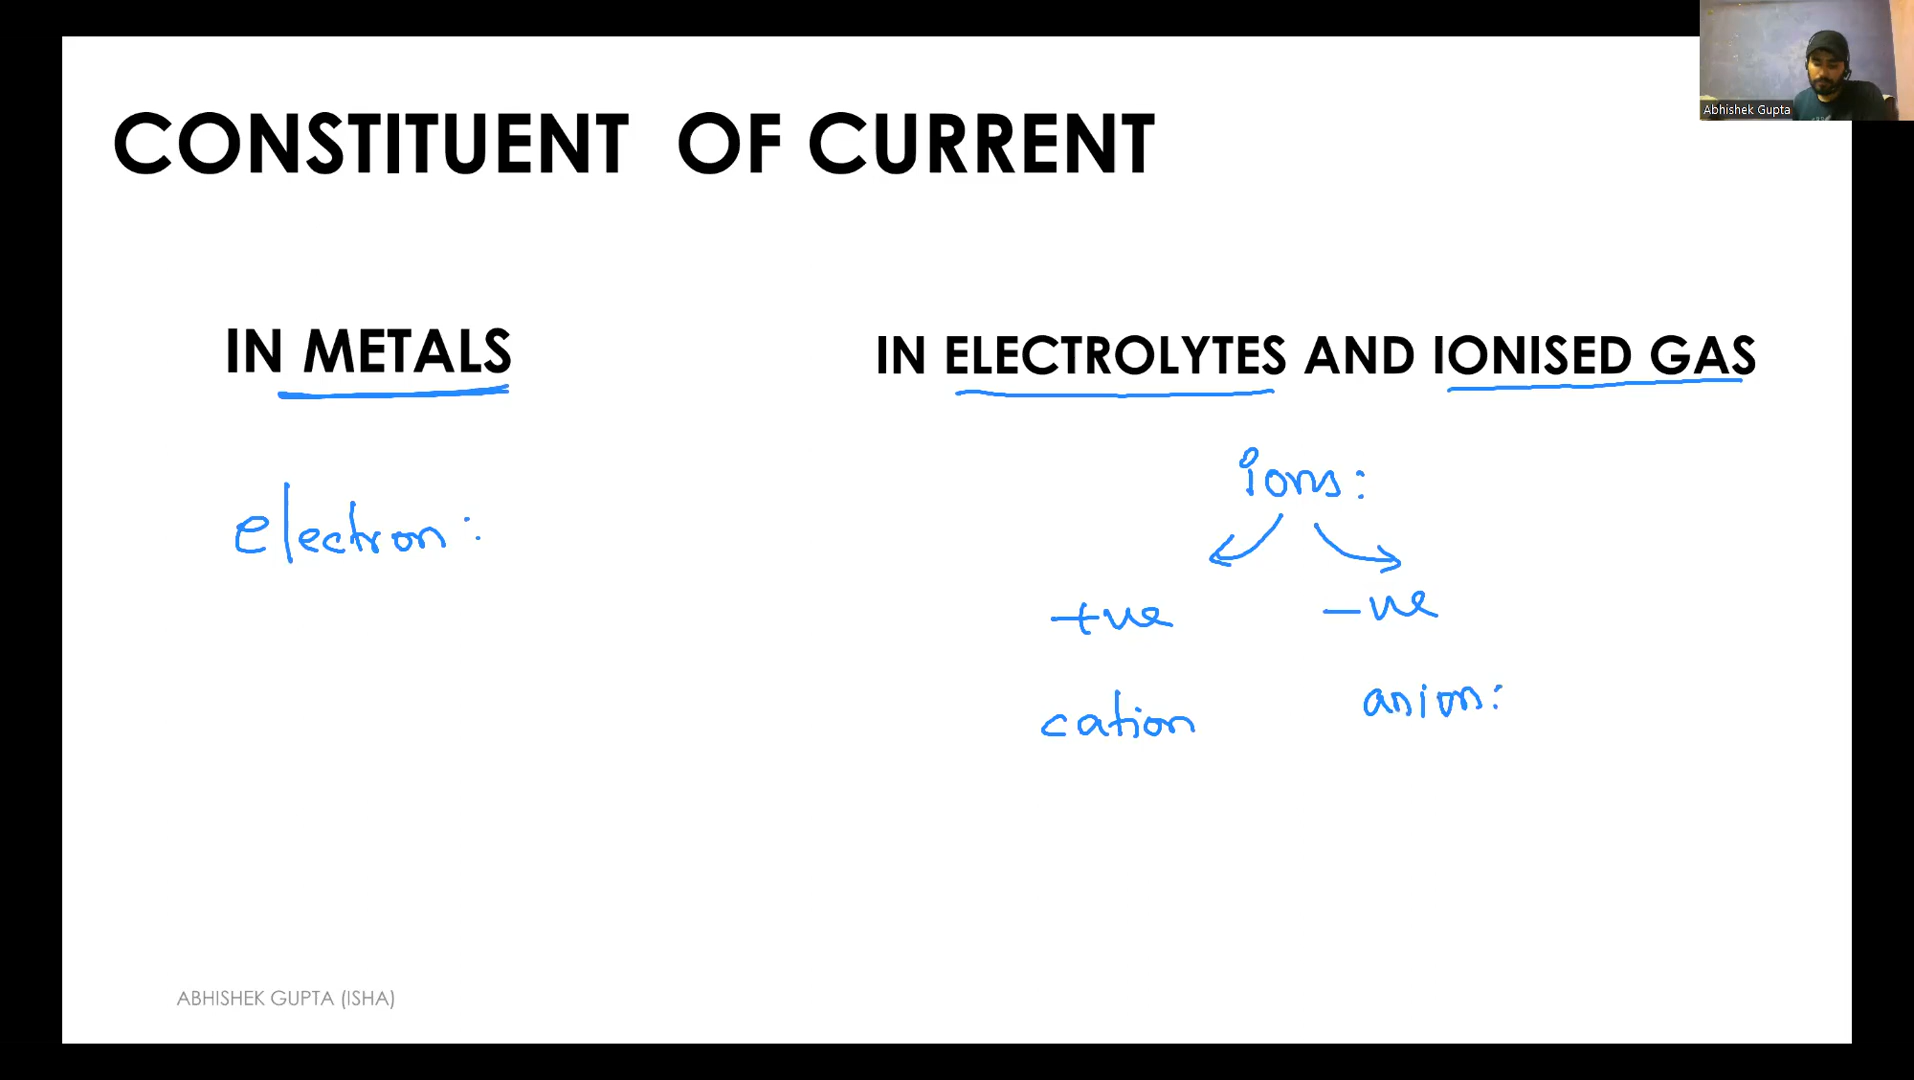 Abhishek Gupta
CONSTITUENT OF CURRENT
IN METALS
IN ELECTROLYTES AND IONISED GAS
electron:
ions:
+ve
-ve
cation
anion:
ABHISHEK GUPTA (ISHA)